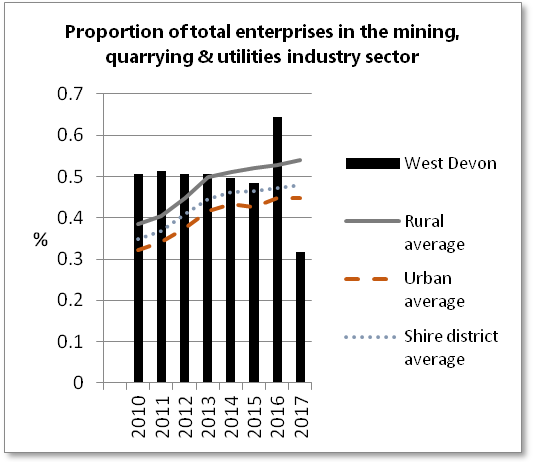 Proportion of total enterprises in the mining,
quarrying & utilities industry sector
0.7
0.6
0.5
0.4
0.3
0.2
0.1
0
%
2010
2011
2012
2013
2014
2015
2016
2017
West Devon
Rural
average
Urban
average
Shire district
average